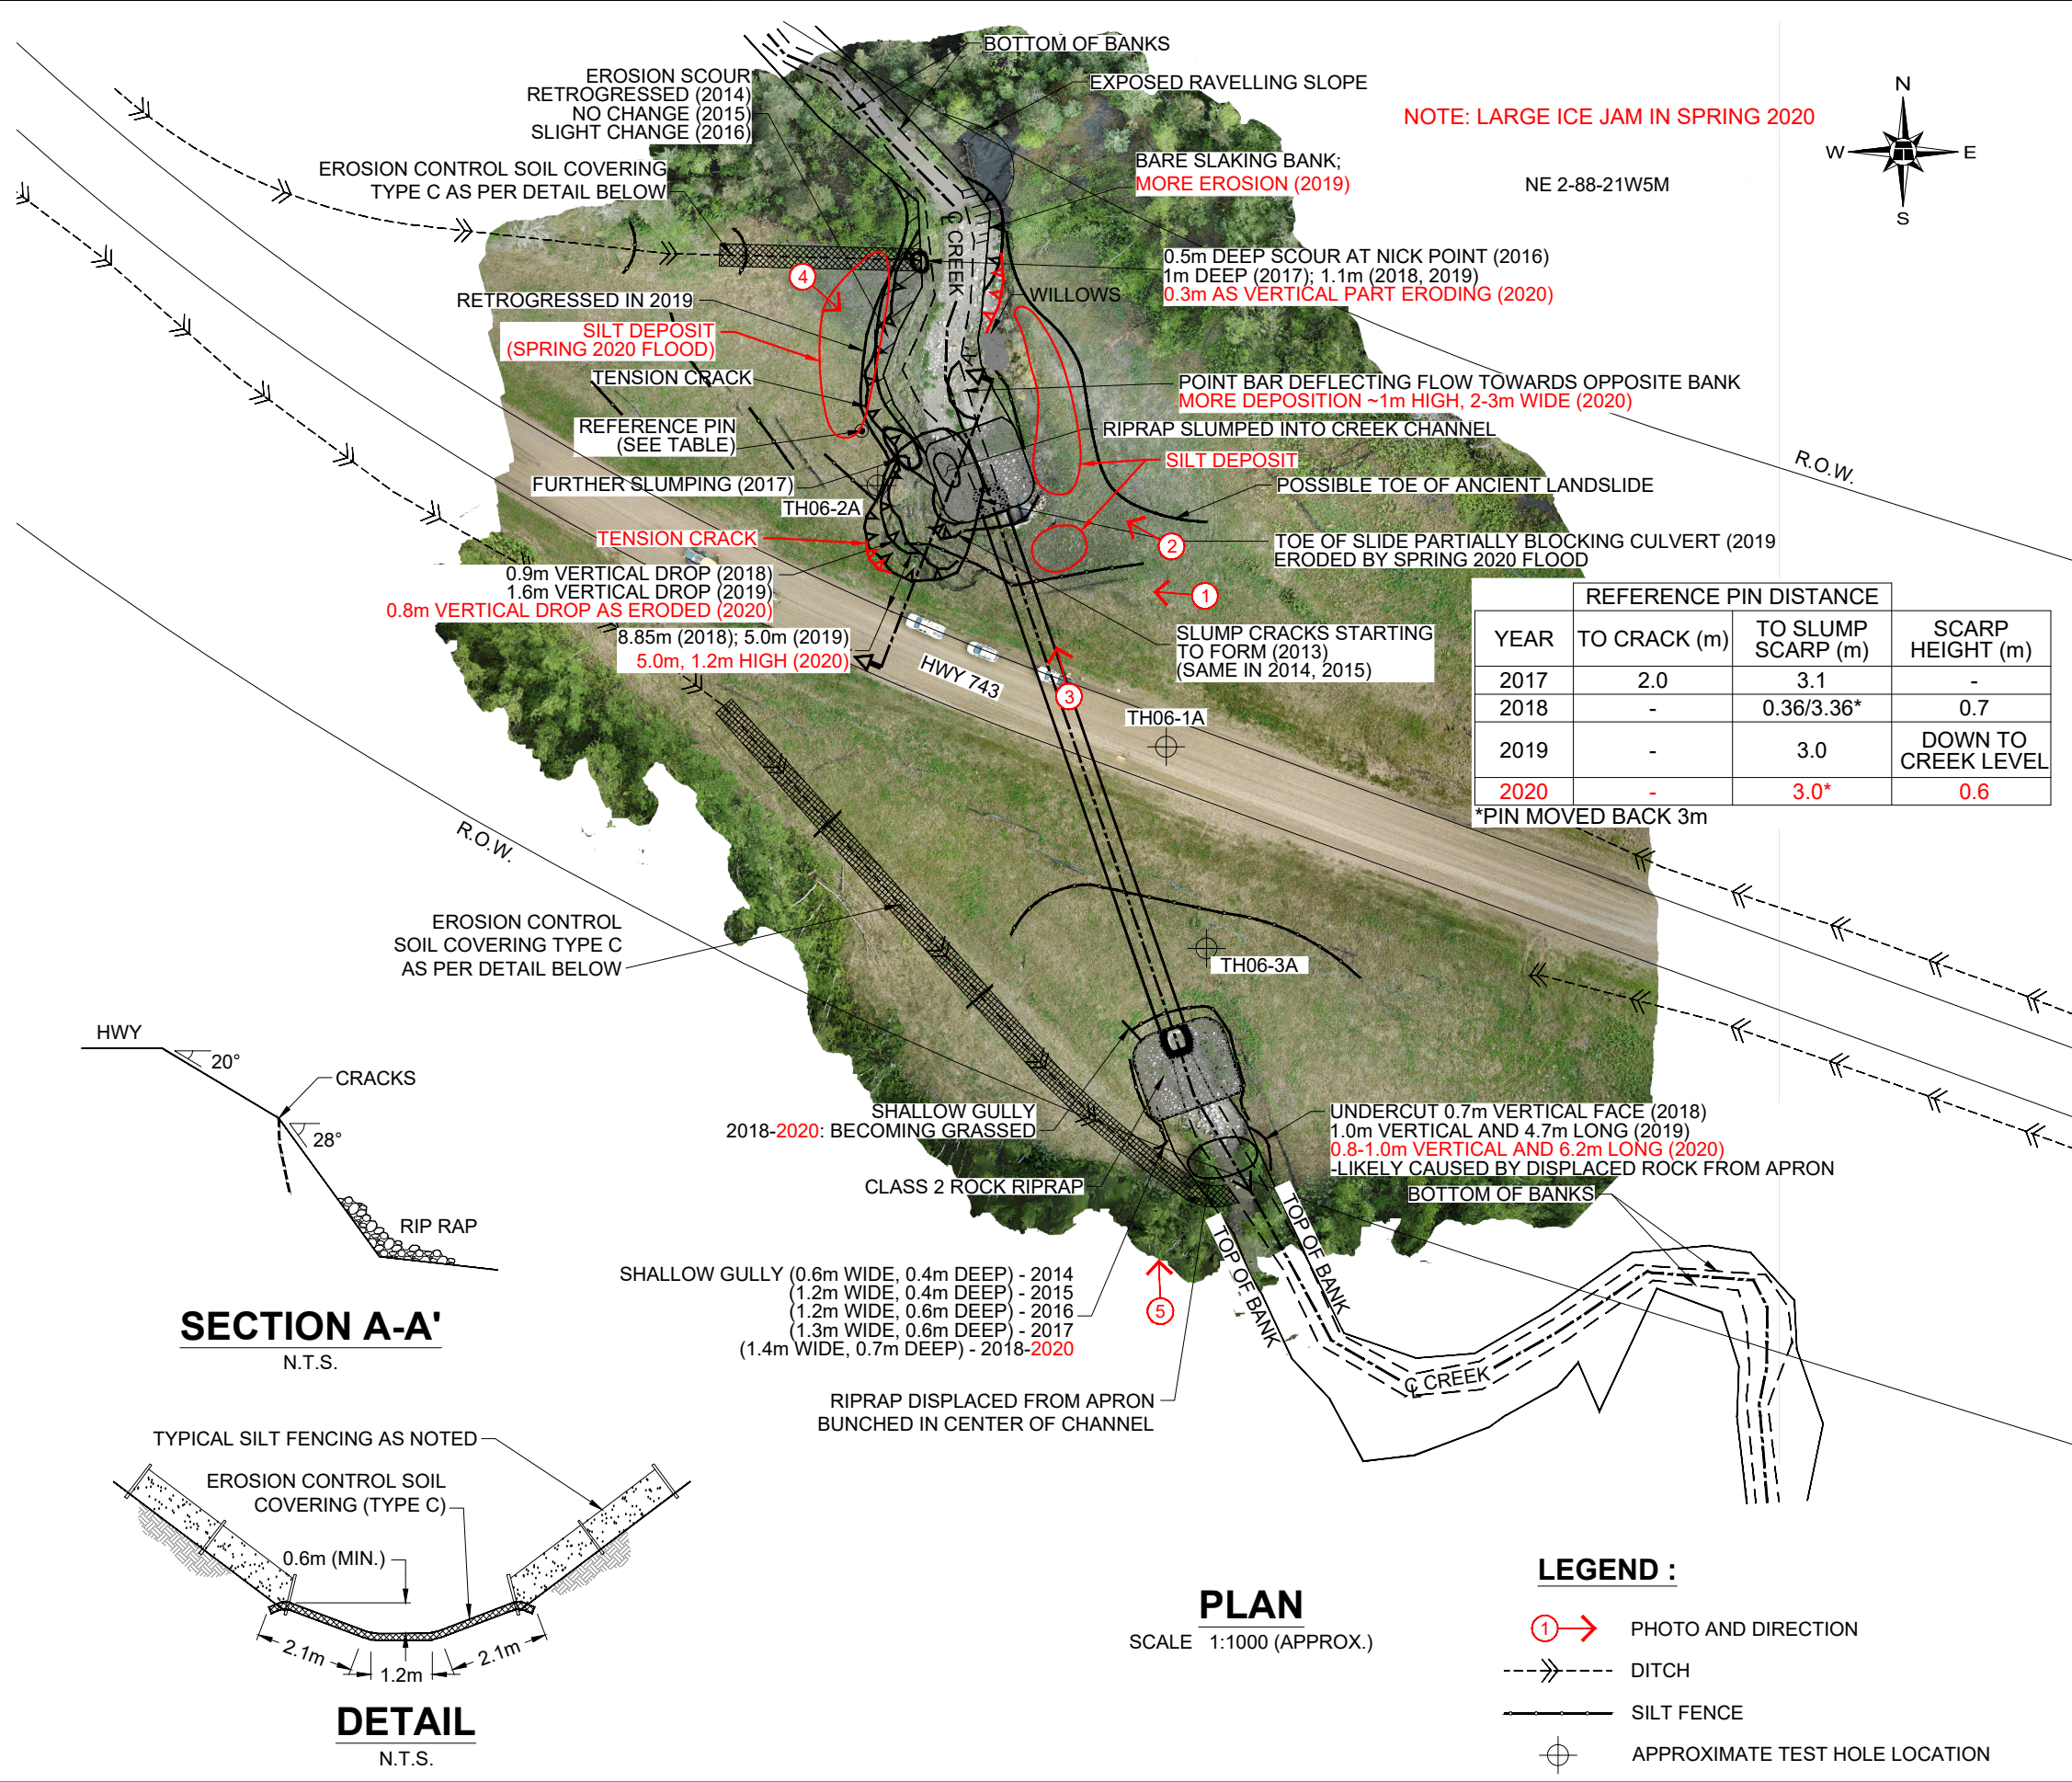 BOTTOM OF BANKS
EROSION SCOUR
RETROGRESSED (2014)
NO CHANGE (2015)
SLIGHT CHANGE (2016)
EXPOSED RAVELLING SLOPE
NOTE: LARGE ICE JAM IN SPRING 2020
N
W
E
S
NE 2-88-21W5M
EROSION CONTROL SOIL COVERING
TYPE C AS PER DETAIL BELOW
BARE SLAKING BANK;
MORE EROSION (2019)
℄ CREEK
0.5m DEEP SCOUR AT NICK POINT (2016)
1m DEEP (2017); 1.1m (2018, 2019)
0.3m AS VERTICAL PART ERODING (2020)
4
RETROGRESSED IN 2019
WILLOWS
SILT DEPOSIT
(SPRING 2020 FLOOD)
TENSION CRACK
POINT BAR DEFLECTING FLOW TOWARDS OPPOSITE BANK
MORE DEPOSITION ~1m HIGH, 2-3m WIDE (2020)
REFERENCE PIN
(SEE TABLE)
RIPRAP SLUMPED INTO CREEK CHANNEL
SILT DEPOSIT
R.O.W.
FURTHER SLUMPING (2017)
POSSIBLE TOE OF ANCIENT LANDSLIDE
TH06-2A
TENSION CRACK
2
TOE OF SLIDE PARTIALLY BLOCKING CULVERT (2019
ERODED BY SPRING 2020 FLOOD
0.9m VERTICAL DROP (2018)
1.6m VERTICAL DROP (2019)
0.8m VERTICAL DROP AS ERODED (2020)
1
8.85m (2018); 5.0m (2019)
5.0m, 1.2m HIGH (2020)
SLUMP CRACKS STARTING
TO FORM (2013)
(SAME IN 2014, 2015)
HWY 743
3
TH06-1A
REFERENCE PIN DISTANCE
YEAR TO CRACK (m) TO SLUMP SCARP (m) SCARP HEIGHT (m)
2017 2.0 3.1 -
2018 - 0.36/3.36* 0.7
2019 - 3.0 DOWN TO CREEK LEVEL
2020 - 3.0* 0.6
*PIN MOVED BACK 3m
R.O.W.
EROSION CONTROL
SOIL COVERING TYPE C
AS PER DETAIL BELOW
TH06-3A
HWY
20°
CRACKS
28°
RIP RAP
SECTION A-A'
N.T.S.
SHALLOW GULLY
2018-2020: BECOMING GRASSED
UNDERCUT 0.7m VERTICAL FACE (2018)
1.0m VERTICAL AND 4.7m LONG (2019)
0.8-1.0m VERTICAL AND 6.2m LONG (2020)
-LIKELY CAUSED BY DISPLACED ROCK FROM APRON
CLASS 2 ROCK RIPRAP
BOTTOM OF BANKS
TOP OF BANK
TOP OF BANK
SHALLOW GULLY (0.6m WIDE, 0.4m DEEP) - 2014
(1.2m WIDE, 0.4m DEEP) - 2015
(1.2m WIDE, 0.6m DEEP) - 2016
(1.3m WIDE, 0.6m DEEP) - 2017
(1.4m WIDE, 0.7m DEEP) - 2018-2020
5
℄ CREEK
RIPRAP DISPLACED FROM APRON
BUNCHED IN CENTER OF CHANNEL
TYPICAL SILT FENCING AS NOTED
EROSION CONTROL SOIL
COVERING (TYPE C)
0.6m (MIN.)
2.1m
1.2m
2.1m
DETAIL
N.T.S.
PLAN
SCALE 1:1000 (APPROX.)
LEGEND :
1 PHOTO AND DIRECTION
DITCH
SILT FENCE
APPROXIMATE TEST HOLE LOCATION